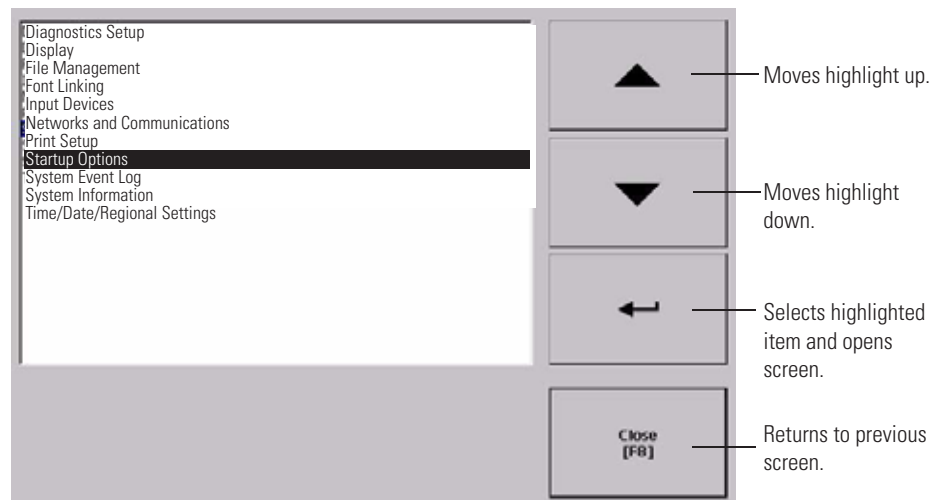 Diagnostics Setup
Display
File Management
Font Linking
Input Devices
Networks and Communications
Print Setup
Startup Options
System Event Log
System Information
Time/Date/Regional Settings
Moves highlight up.
Moves highlight
down.
Selects highlighted
item and opens
screen.
Close
[F8]
Returns to previous
screen.